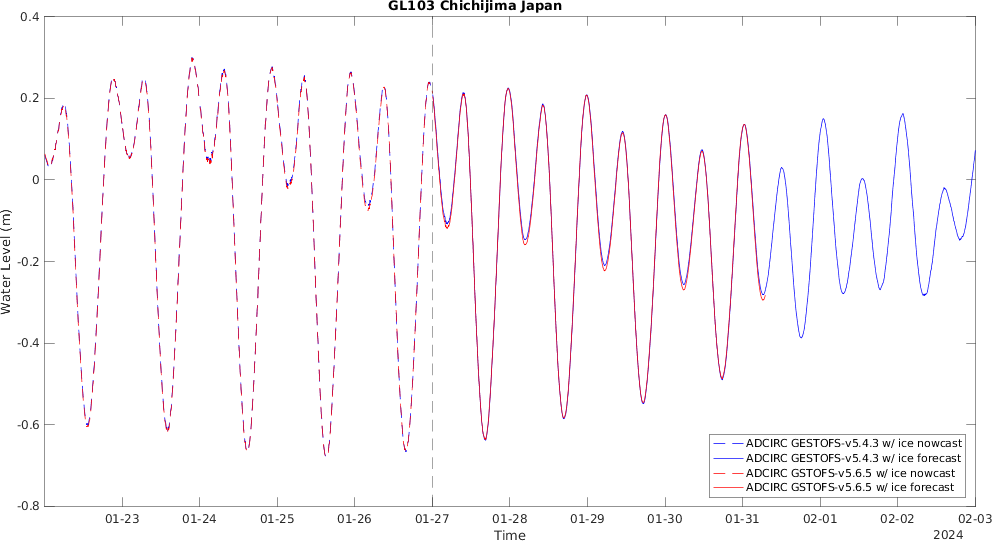 GL103 Chichijima Japan
0.4
0.2
0
-0.2
-0.4
-0.6
-0.8
Water Level (m)
01-23
01-24
01-25
01-26
01-27
01-28
01-29
01-30
01-31
02-01
02-02
02-03
Time
2024
ADCIRC GESTOFS-v5.4.3 w/ ice nowcast
ADCIRC GESTOFS-v5.4.3 w/ ice forecast
ADCIRC GSTOFS-v5.6.5 w/ ice nowcast
ADCIRC GSTOFS-v5.6.5 w/ ice forecast